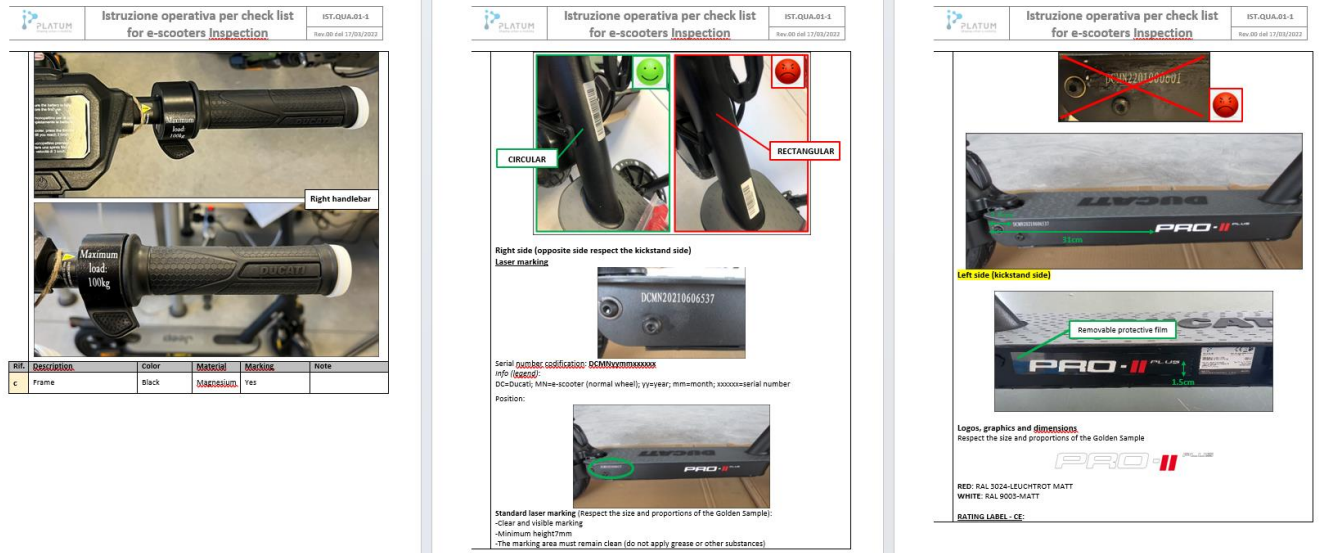 PLATUM
Istruzione operativa per check list
for e-scooters Inspection
IST.QUA.01-1
Rev.00 del 17/03/2022
Maximum
load:
100kg
DUCATI
Right handlebar
Maximum
load:
100kg
DUCATI
Rif. Description Color Material Marking Note
c Frame Black Magnesium Yes
PLATUM
Istruzione operativa per check list
for e-scooters Inspection
IST.QUA.01-1
Rev.00 del 17/03/2022
CIRCULAR
RECTANGULAR
Right side (opposite side respect the kickstand side)
Laser marking
DCMN20210606537
Serial number codification: DCMNyymmxxxxxx
Info (legend):
DC=Ducati; MN=e-scooter (normal wheel); yy=year; mm=month; xxxxxx=serial number
Position:
DUCATI
PRO-II PLUS
Standard laser marking (Respect the size and proportions of the Golden Sample):
-Clear and visible marking
-Minimum height7mm
-The marking area must remain clean (do not apply grease or other substances)
PLATUM
Istruzione operativa per check list
for e-scooters Inspection
IST.QUA.01-1
Rev.00 del 17/03/2022
DUCATI
DCMN20210606537
PRO-II PLUS
31cm
Left side (kickstand side)
Removable protective film
DUCATI
PRO-II PLUS
1.5cm
Logos, graphics and dimensions
Respect the size and proportions of the Golden Sample
PRO-II PLUS
RED: RAL 3024-LEUCHTROT MATT
WHITE: RAL 9003-MATT
RATING LABEL - CE: